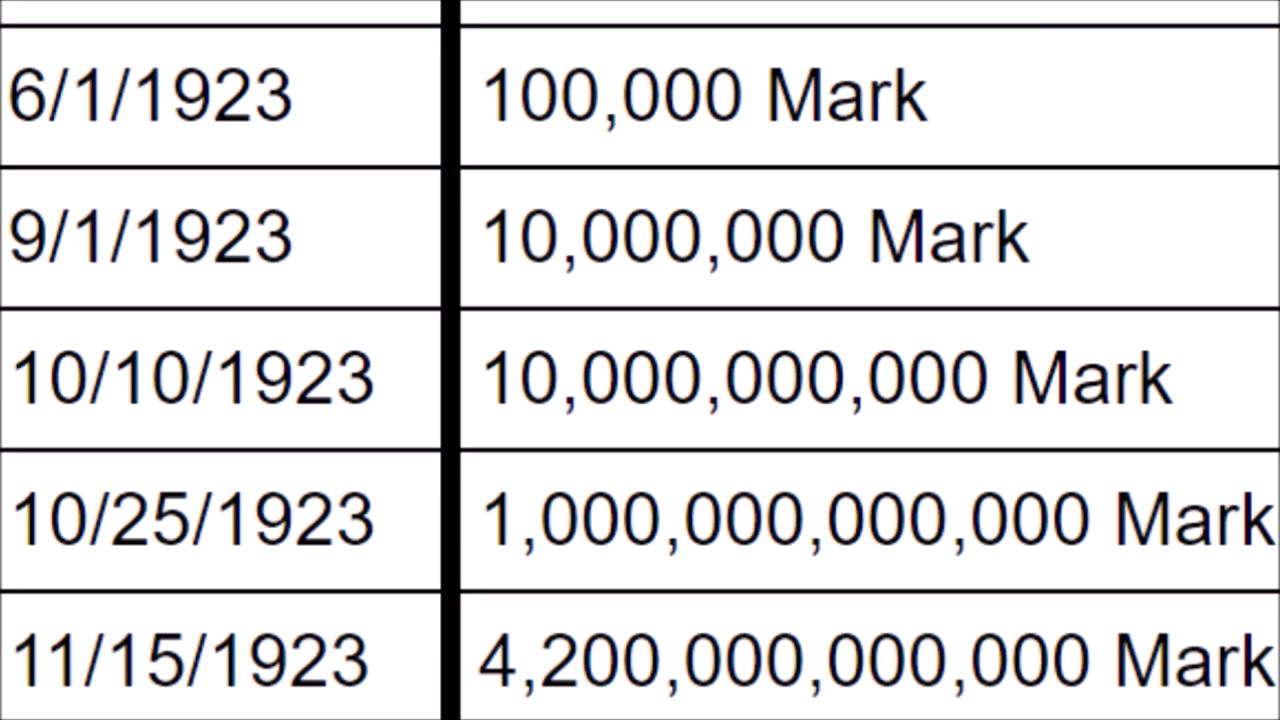 6/1/1923 100,000 Mark
9/1/1923 10,000,000 Mark
10/10/1923 10,000,000,000 Mark
10/25/1923 1,000,000,000,000 Mark
11/15/1923 4,200,000,000,000 Mark